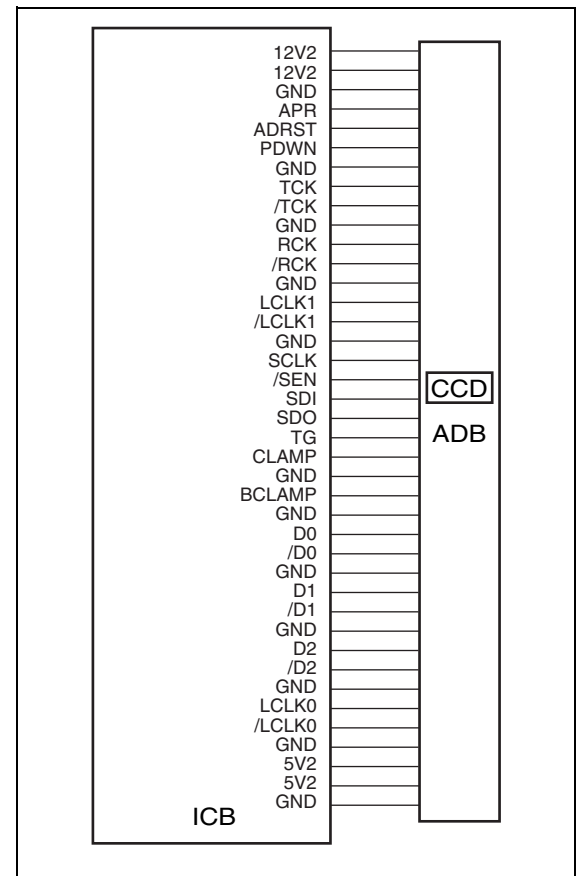 12V2
12V2
GND
APR
ADRST
PDWN
GND
TCK
/TCK
GND
RCK
/RCK
GND
LCLK1
/LCLK1
GND
SCLK
/SEN
SDI
SDO
TG
CLAMP
GND
BCLAMP
GND
D0
/D0
GND
D1
/D1
GND
D2
/D2
GND
LCLK0
/LCLK0
GND
5V2
5V2
GND
ICB
CCD
ADB